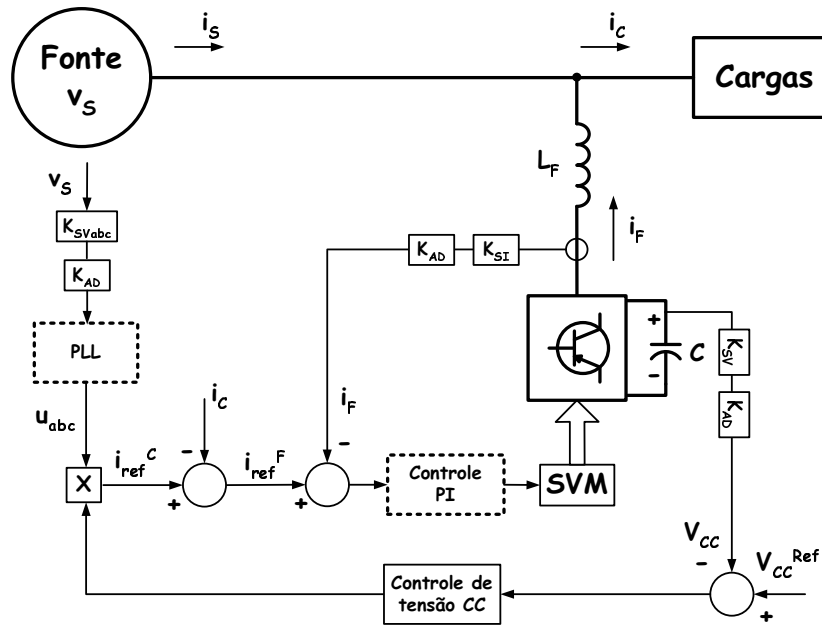 i_S
i_C
Fonte
v_S
Cargas
L_F
v_S
K_SVabc
K_AD
K_AD
K_SI
i_F
PLL
+
-
C
K_SV
K_AD
u_abc
i_C
i_F
-
-
X
i_ref^C
+
i_ref^F
+
Controle
PI
SVM
V_CC
-
V_CC^Ref
+
Controle de
tensão CC